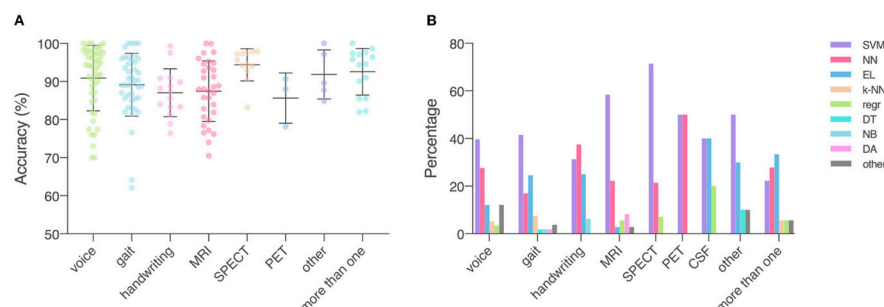 A
Accuracy (%)
100
90
80
70
60
50
voice
gait
handwriting
MRI
SPECT
PET
other
more than one
B
Percentage
80
60
40
20
0
voice
gait
handwriting
MRI
SPECT
PET
CSF
other
more than one
SVM
NN
EL
k-NN
regr
DT
NB
DA
other